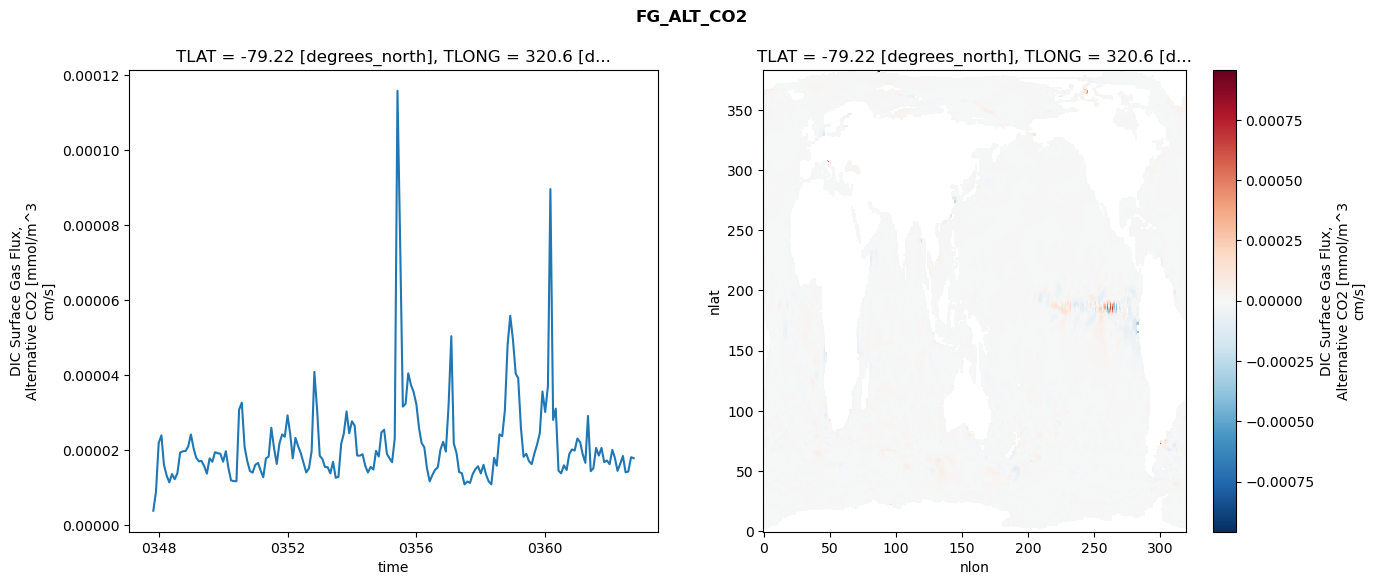 FG_ALT_CO2
TLAT = -79.22 [degrees_north], TLONG = 320.6 [d...
0.00012
0.00010
0.00008
0.00006
0.00004
0.00002
0.00000
DIC Surface Gas Flux,
Alternative CO2 [mmol/m^3
cm/s]
0348
0352
0356
0360
time
TLAT = -79.22 [degrees_north], TLONG = 320.6 [d...
350
300
250
200
150
100
50
0
nlat
0
50
100
150
200
250
300
nlon
0.00075
0.00050
0.00025
0.00000
−0.00025
−0.00050
−0.00075
DIC Surface Gas Flux,
Alternative CO2 [mmol/m^3
cm/s]